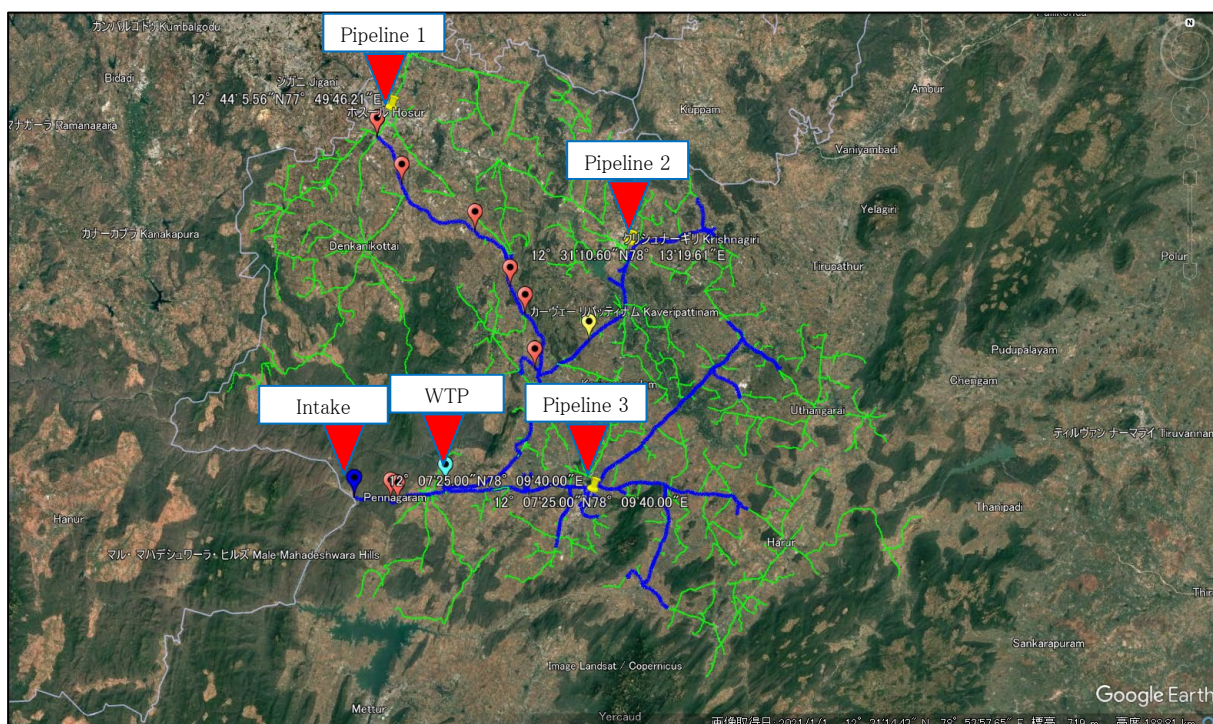 カンバルゴドゥ Kumbalgodu
Pipeline 1
Bidadi
ジガニ Jigani
12° 44' 5.56"N77° 49'46.21"E
ホスール Hosur
マナガーラ Ramanagara
Kuppam
Ambur
Vaniyambadi
Pipeline 2
Yelagiri
カナーカプラ Kanakapura
Denkanikottai
クリシュナーギリ Krishnagiri
12° 31'10.60"N78° 13'19.61"E
Tirupathur
Polur
カーヴェーリパッティナム Kaveripattinam
Pudupalayam
Chengam
Intake
WTP
Pipeline 3
Uthangarai
ティルヴァンナーマライ Tiruvannam
12° 07'25.00"N78° 09'40.00"E
Pennagaram
12° 07'25.00"N78° 09'40.00"E
Hanur
Thanipadi
マル・マハデシュワーラ・ヒルズ Male Mahadeshwara Hills
Harur
Sankarapuram
Image Landsat / Copernicus
Google Earth
Mettur
Yercaud